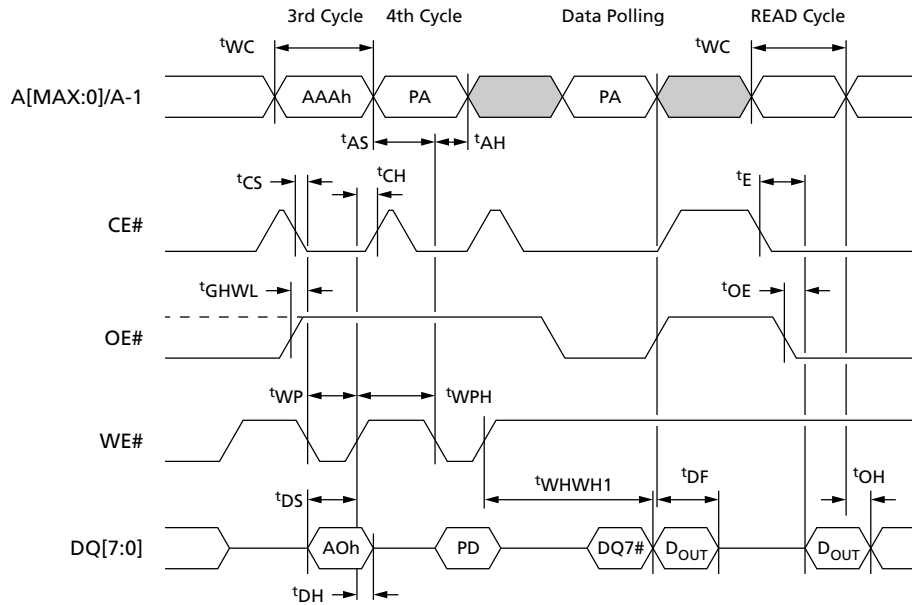 3rd Cycle 4th Cycle Data Polling READ Cycle
tWC tWC
A[MAX:0]/A-1 AAAh PA PA
tAS tAH
tCS tCH tE
CE#
tGHWL tOE
OE#
tWP tWPH
WE#
tDS tWHWH1 tDF tOH
DQ[7:0] AOh PD DQ7# DOUT DOUT
tDH